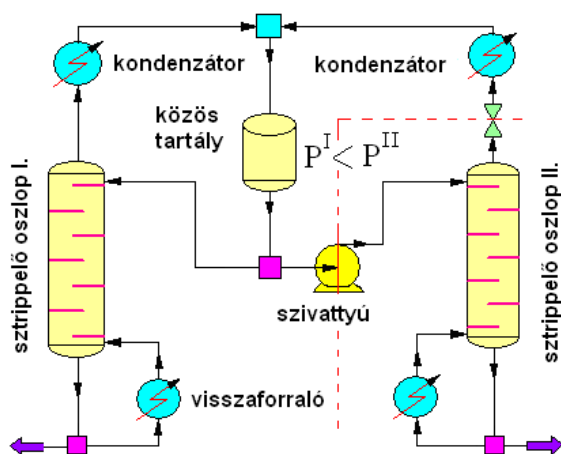 kondenzátor
kondenzátor
közös
tartály
P^I < P^II
sztrippelő oszlop I.
sztrippelő oszlop II.
szivattyú
visszaforraló